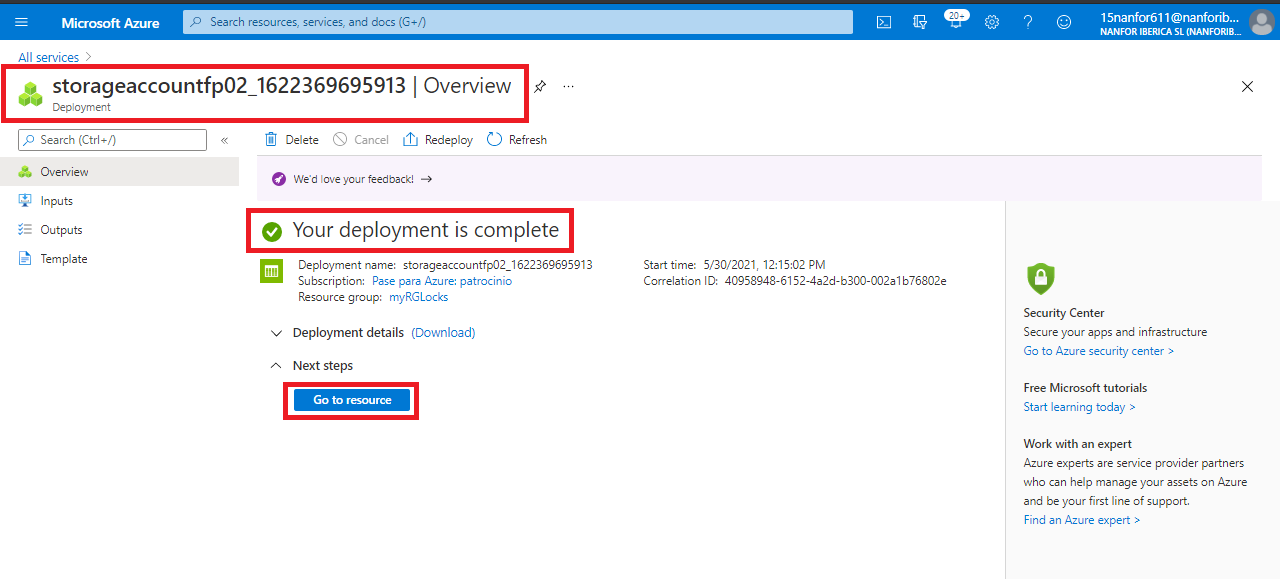 Microsoft Azure
Search resources, services, and docs (G+/)
20+
15nanfor611@nanforib...
NANFOR IBERICA SL (NANFORIB...
All services
storageaccountfp02_1622369695913 | Overview
Deployment
Search (Ctrl+/)
Delete
Cancel
Redeploy
Refresh
Overview
Inputs
Outputs
Template
We'd love your feedback! →
Your deployment is complete
Deployment name: storageaccountfp02_1622369695913
Subscription: Pase para Azure: patrocinio
Resource group: myRGLocks
Start time: 5/30/2021, 12:15:02 PM
Correlation ID: 40958948-6152-4a2d-b300-002a1b76802e
Deployment details (Download)
Next steps
Go to resource
Security Center
Secure your apps and infrastructure
Go to Azure security center >
Free Microsoft tutorials
Start learning today >
Work with an expert
Azure experts are service provider partners
who can help manage your assets on Azure
and be your first line of support.
Find an Azure expert >